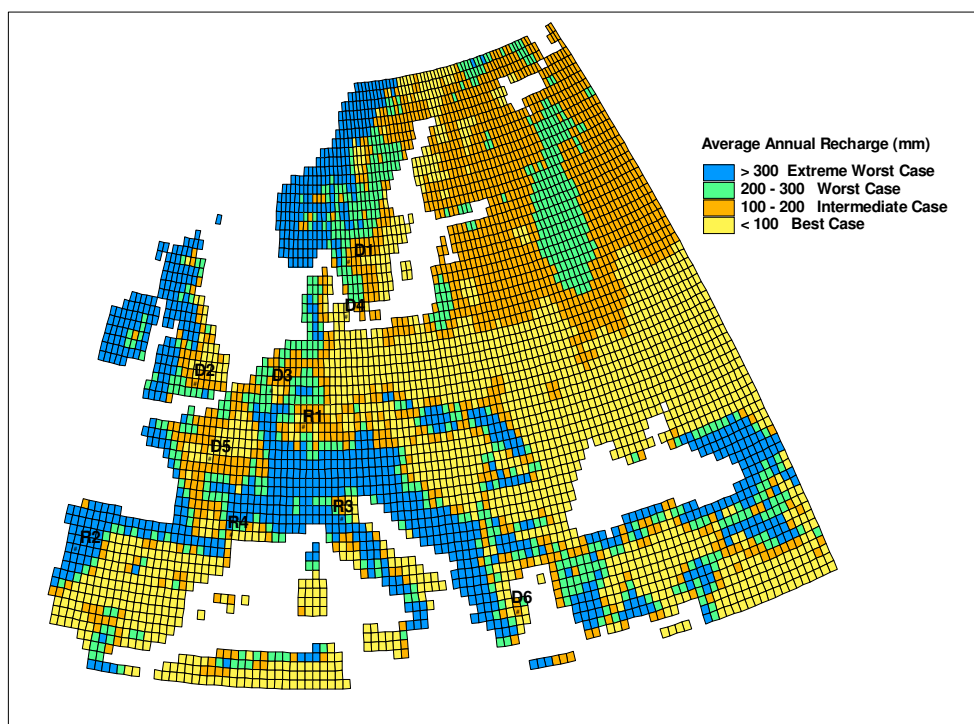 Average Annual Recharge (mm)
> 300 Extreme Worst Case
200 - 300 Worst Case
100 - 200 Intermediate Case
< 100 Best Case
D1
D4
D2
D3
R1
D5
R3
R4
R2
D6